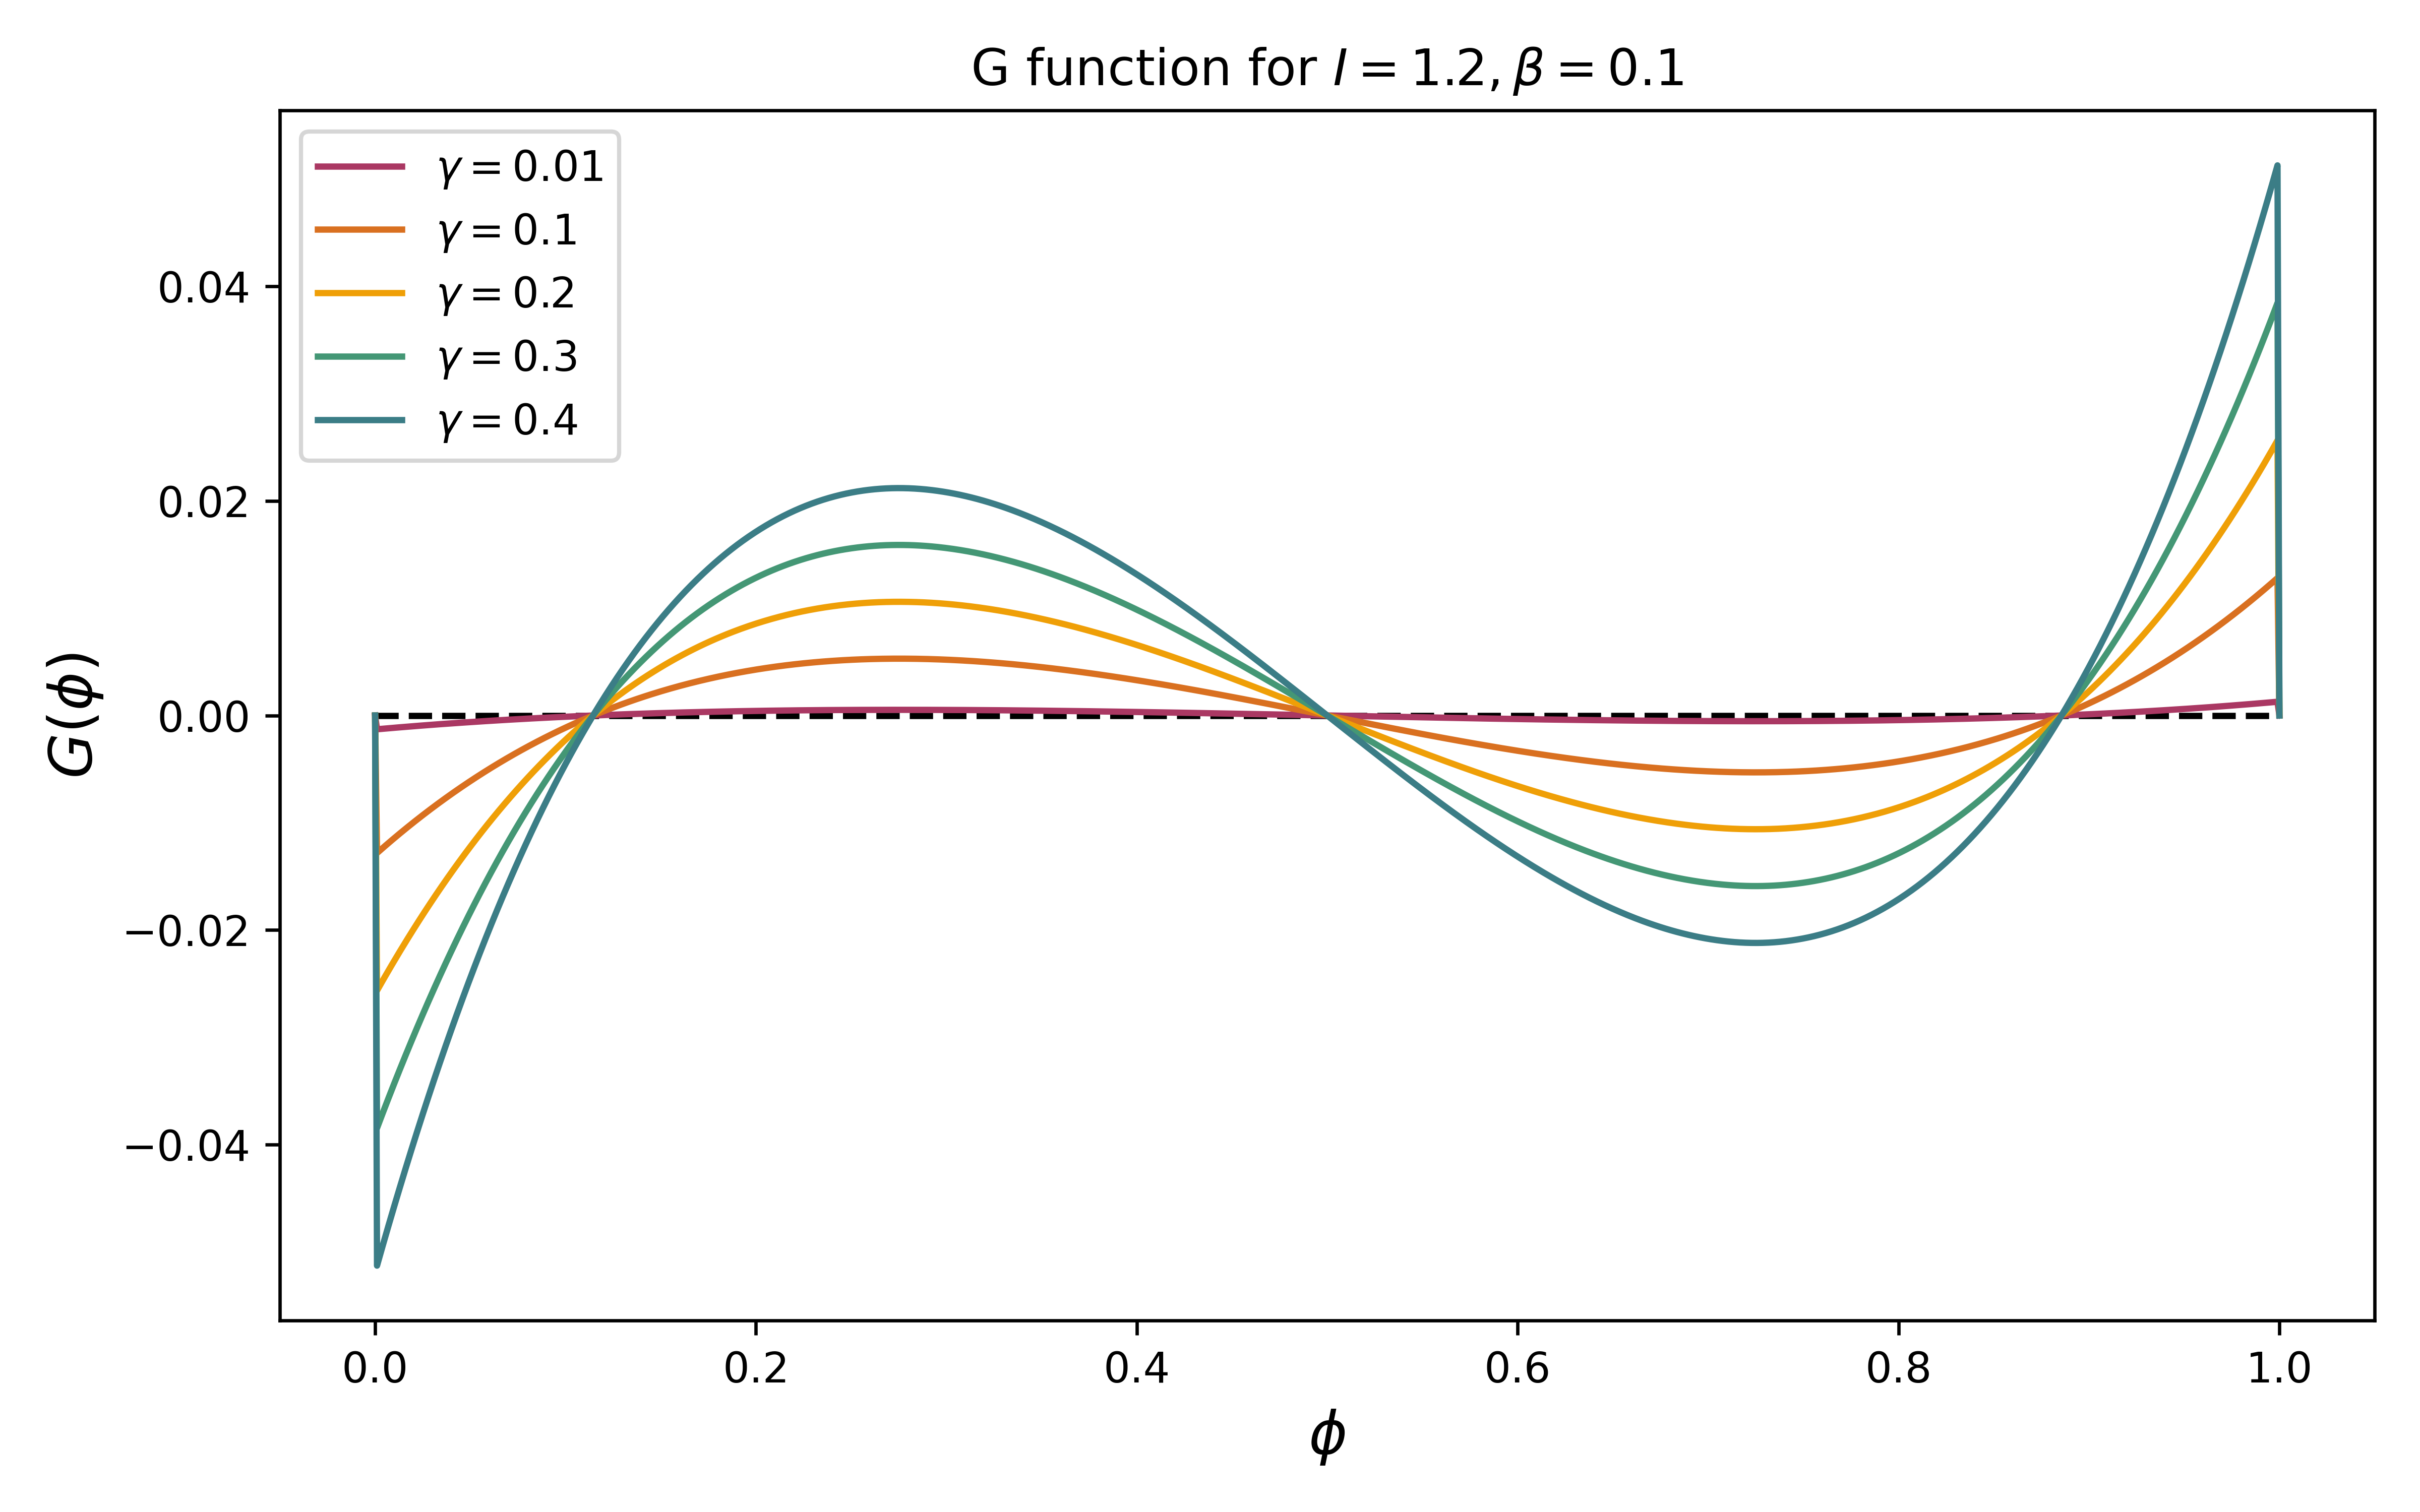 G function for I = 1.2, β = 0.1
γ = 0.01
γ = 0.1
γ = 0.2
γ = 0.3
γ = 0.4
0.04
0.02
0.00
−0.02
−0.04
G(ϕ)
0.0 0.2 0.4 0.6 0.8 1.0
ϕ